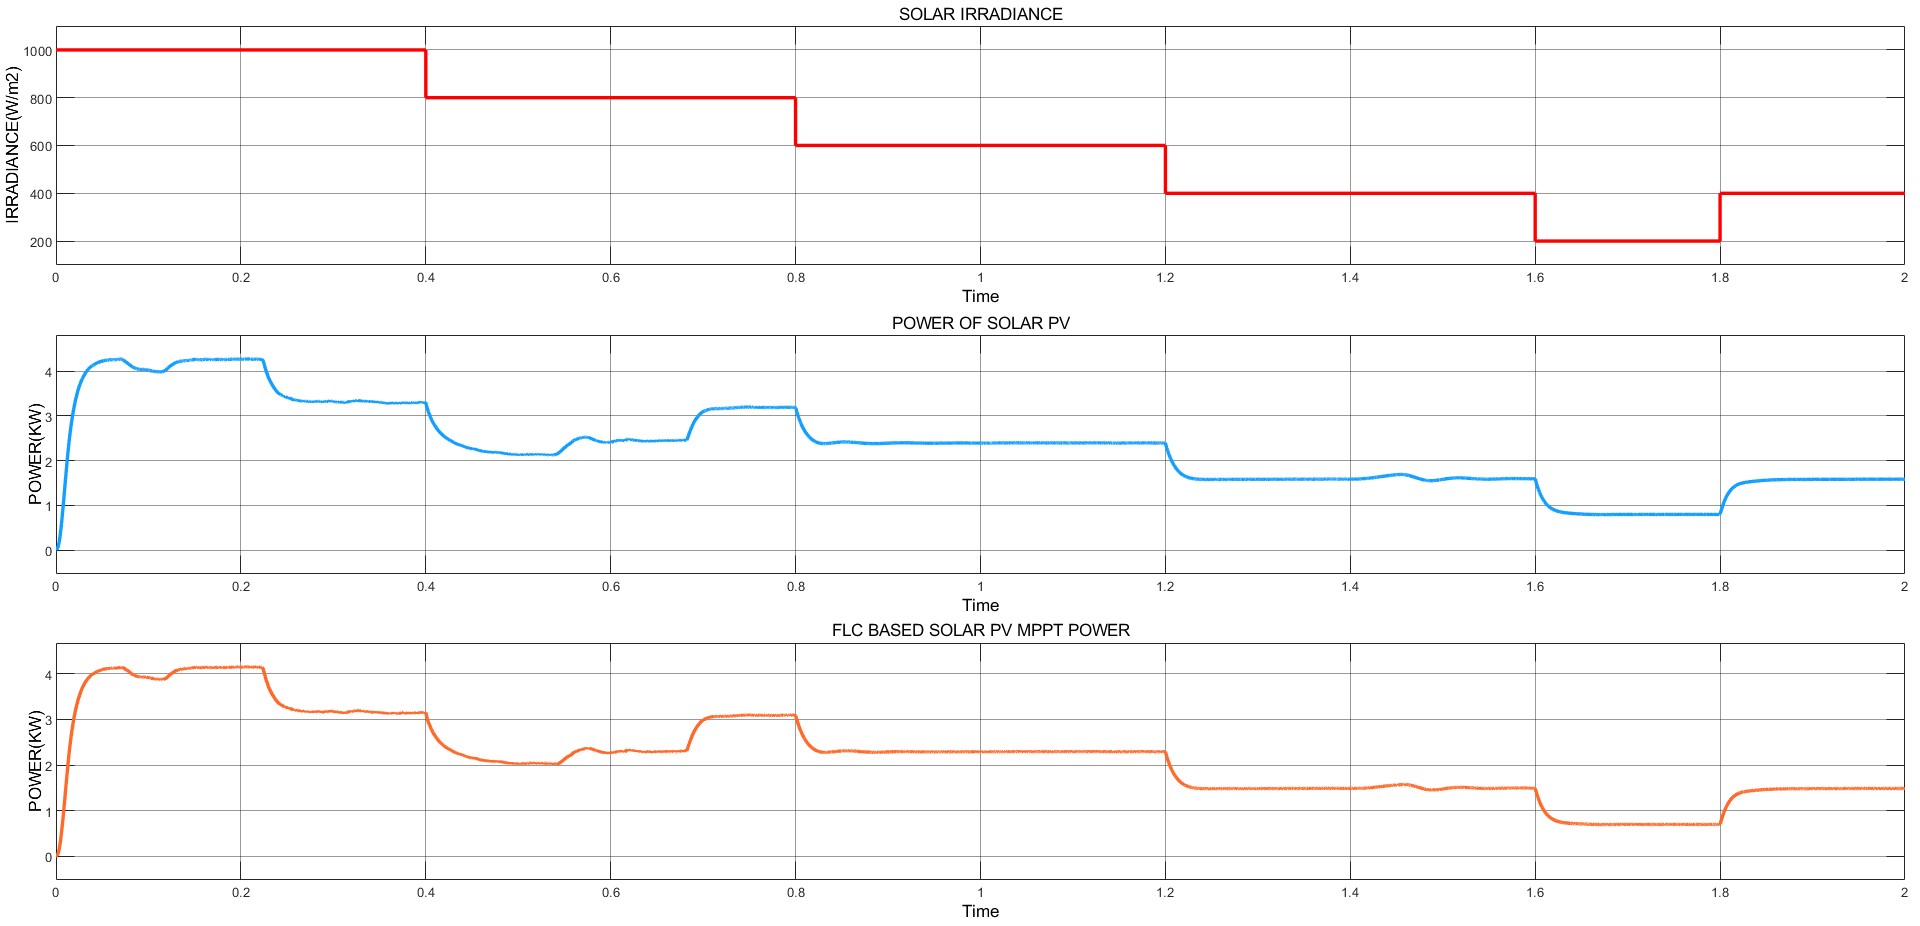 SOLAR IRRADIANCE
IRRADIANCE(W/m2)
1000
800
600
400
200
0 0.2 0.4 0.6 0.8 1 1.2 1.4 1.6 1.8 2
Time
POWER OF SOLAR PV
POWER(KW)
4
3
2
1
0
0 0.2 0.4 0.6 0.8 1 1.2 1.4 1.6 1.8 2
Time
FLC BASED SOLAR PV MPPT POWER
POWER(KW)
4
3
2
1
0
0 0.2 0.4 0.6 0.8 1 1.2 1.4 1.6 1.8 2
Time